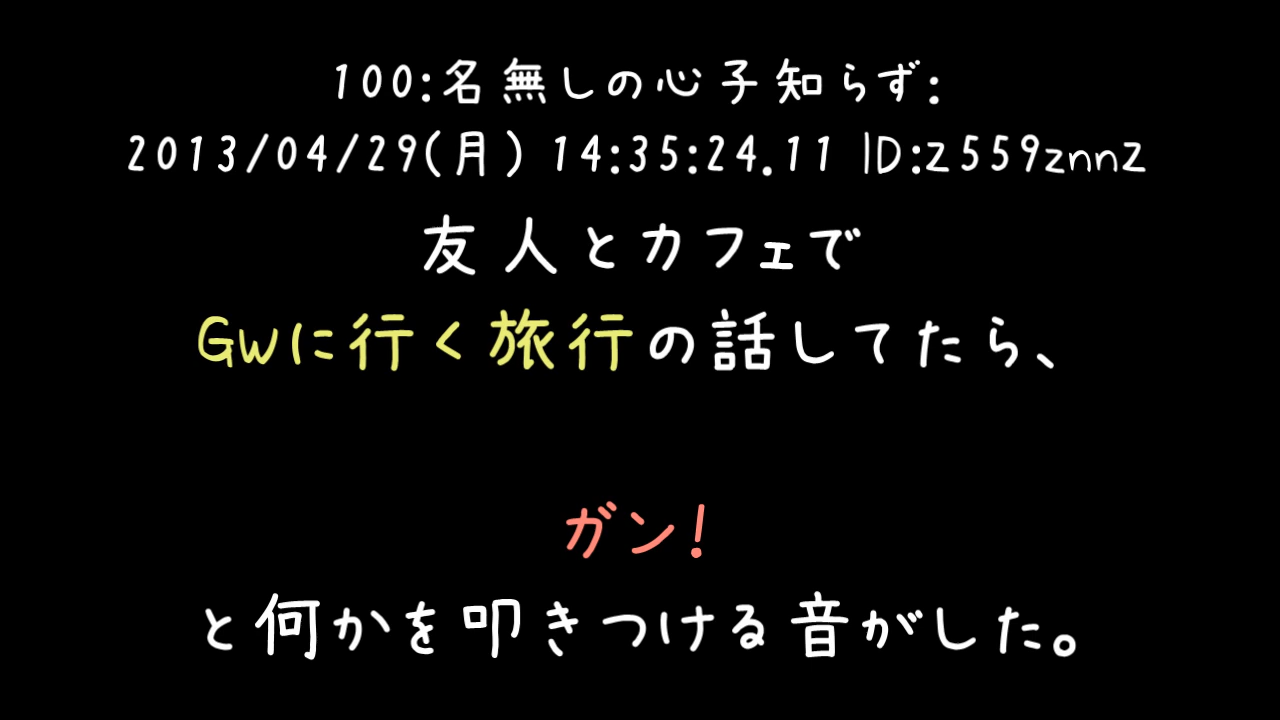 100:名無しの心子知らず:
2013/04/29(月) 14:35:24.11 ID:z559znnZ
友人とカフェで
GWに行く旅行の話してたら、
ガン!
と何かを叩きつける音がした。